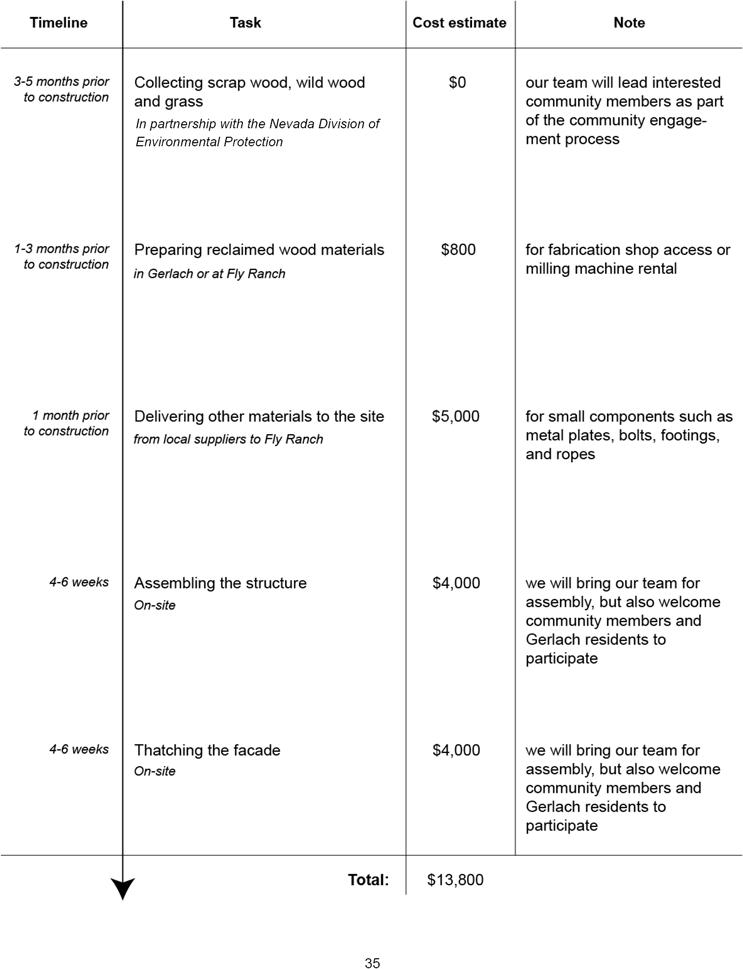 Timeline Task Cost estimate Note
3-5 months prior
to construction
Collecting scrap wood, wild wood
and grass
In partnership with the Nevada Division of
Environmental Protection
$0
our team will lead interested
community members as part
of the community engage-
ment process
1-3 months prior
to construction
Preparing reclaimed wood materials
in Gerlach or at Fly Ranch
$800
for fabrication shop access or
milling machine rental
1 month prior
to construction
Delivering other materials to the site
from local suppliers to Fly Ranch
$5,000
for small components such as
metal plates, bolts, footings,
and ropes
4-6 weeks
Assembling the structure
On-site
$4,000
we will bring our team for
assembly, but also welcome
community members and
Gerlach residents to
participate
4-6 weeks
Thatching the facade
On-site
$4,000
we will bring our team for
assembly, but also welcome
community members and
Gerlach residents to
participate
Total: $13,800
35